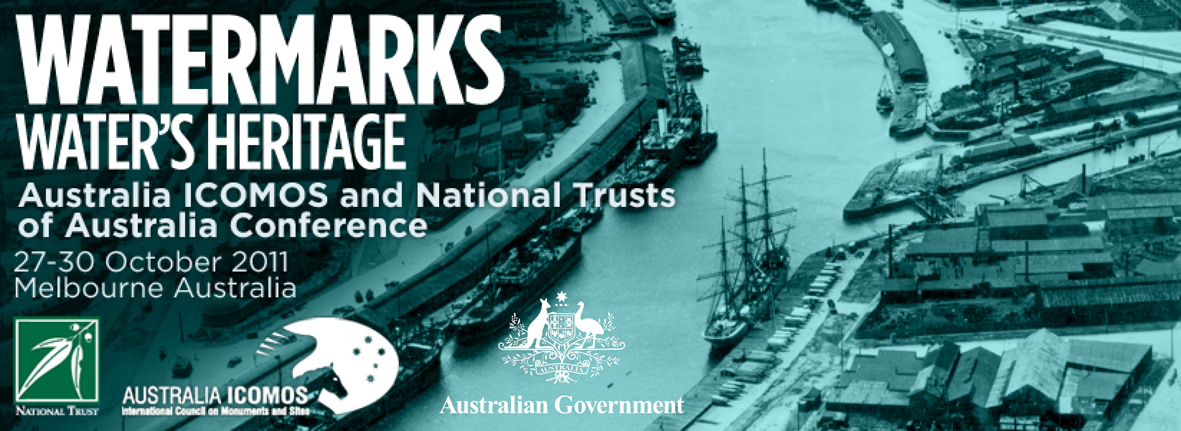 WATERMARKS
WATER'S HERITAGE
Australia ICOMOS and National Trusts
of Australia Conference
27-30 October 2011
Melbourne Australia
NATIONAL TRUST
AUSTRALIA ICOMOS
International Council on Monuments and Sites
AUSTRALIA
Australian Government